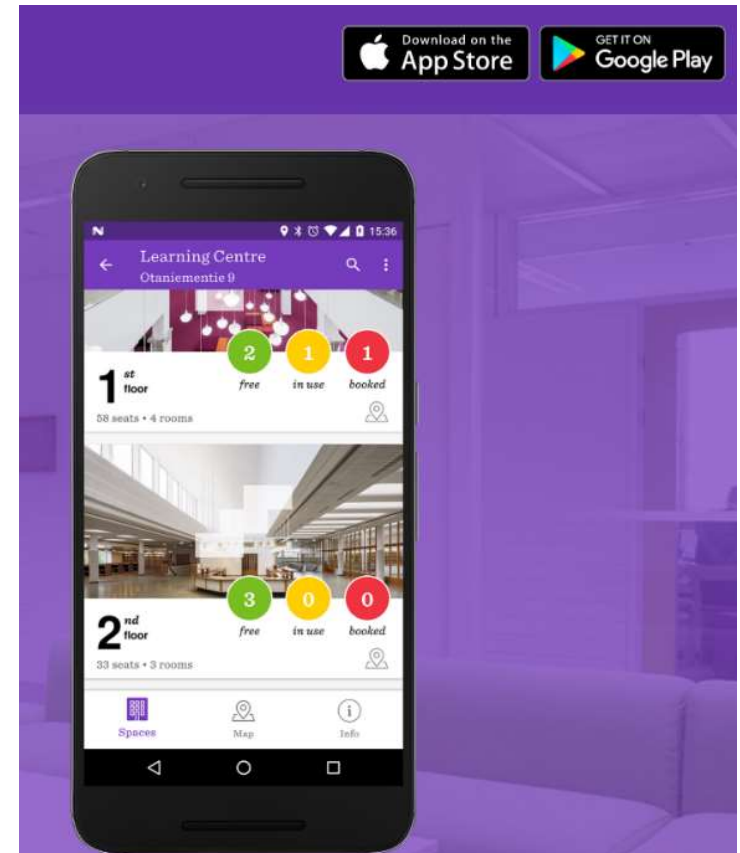 Download on the
App Store
GET IT ON
Google Play
N
15:36
Learning Centre
Otaniementie 9
2
1
1
1st
floor
free
in use
booked
58 seats • 4 rooms
3
0
0
2nd
floor
free
in use
booked
33 seats • 3 rooms
Spaces
Map
i
Info